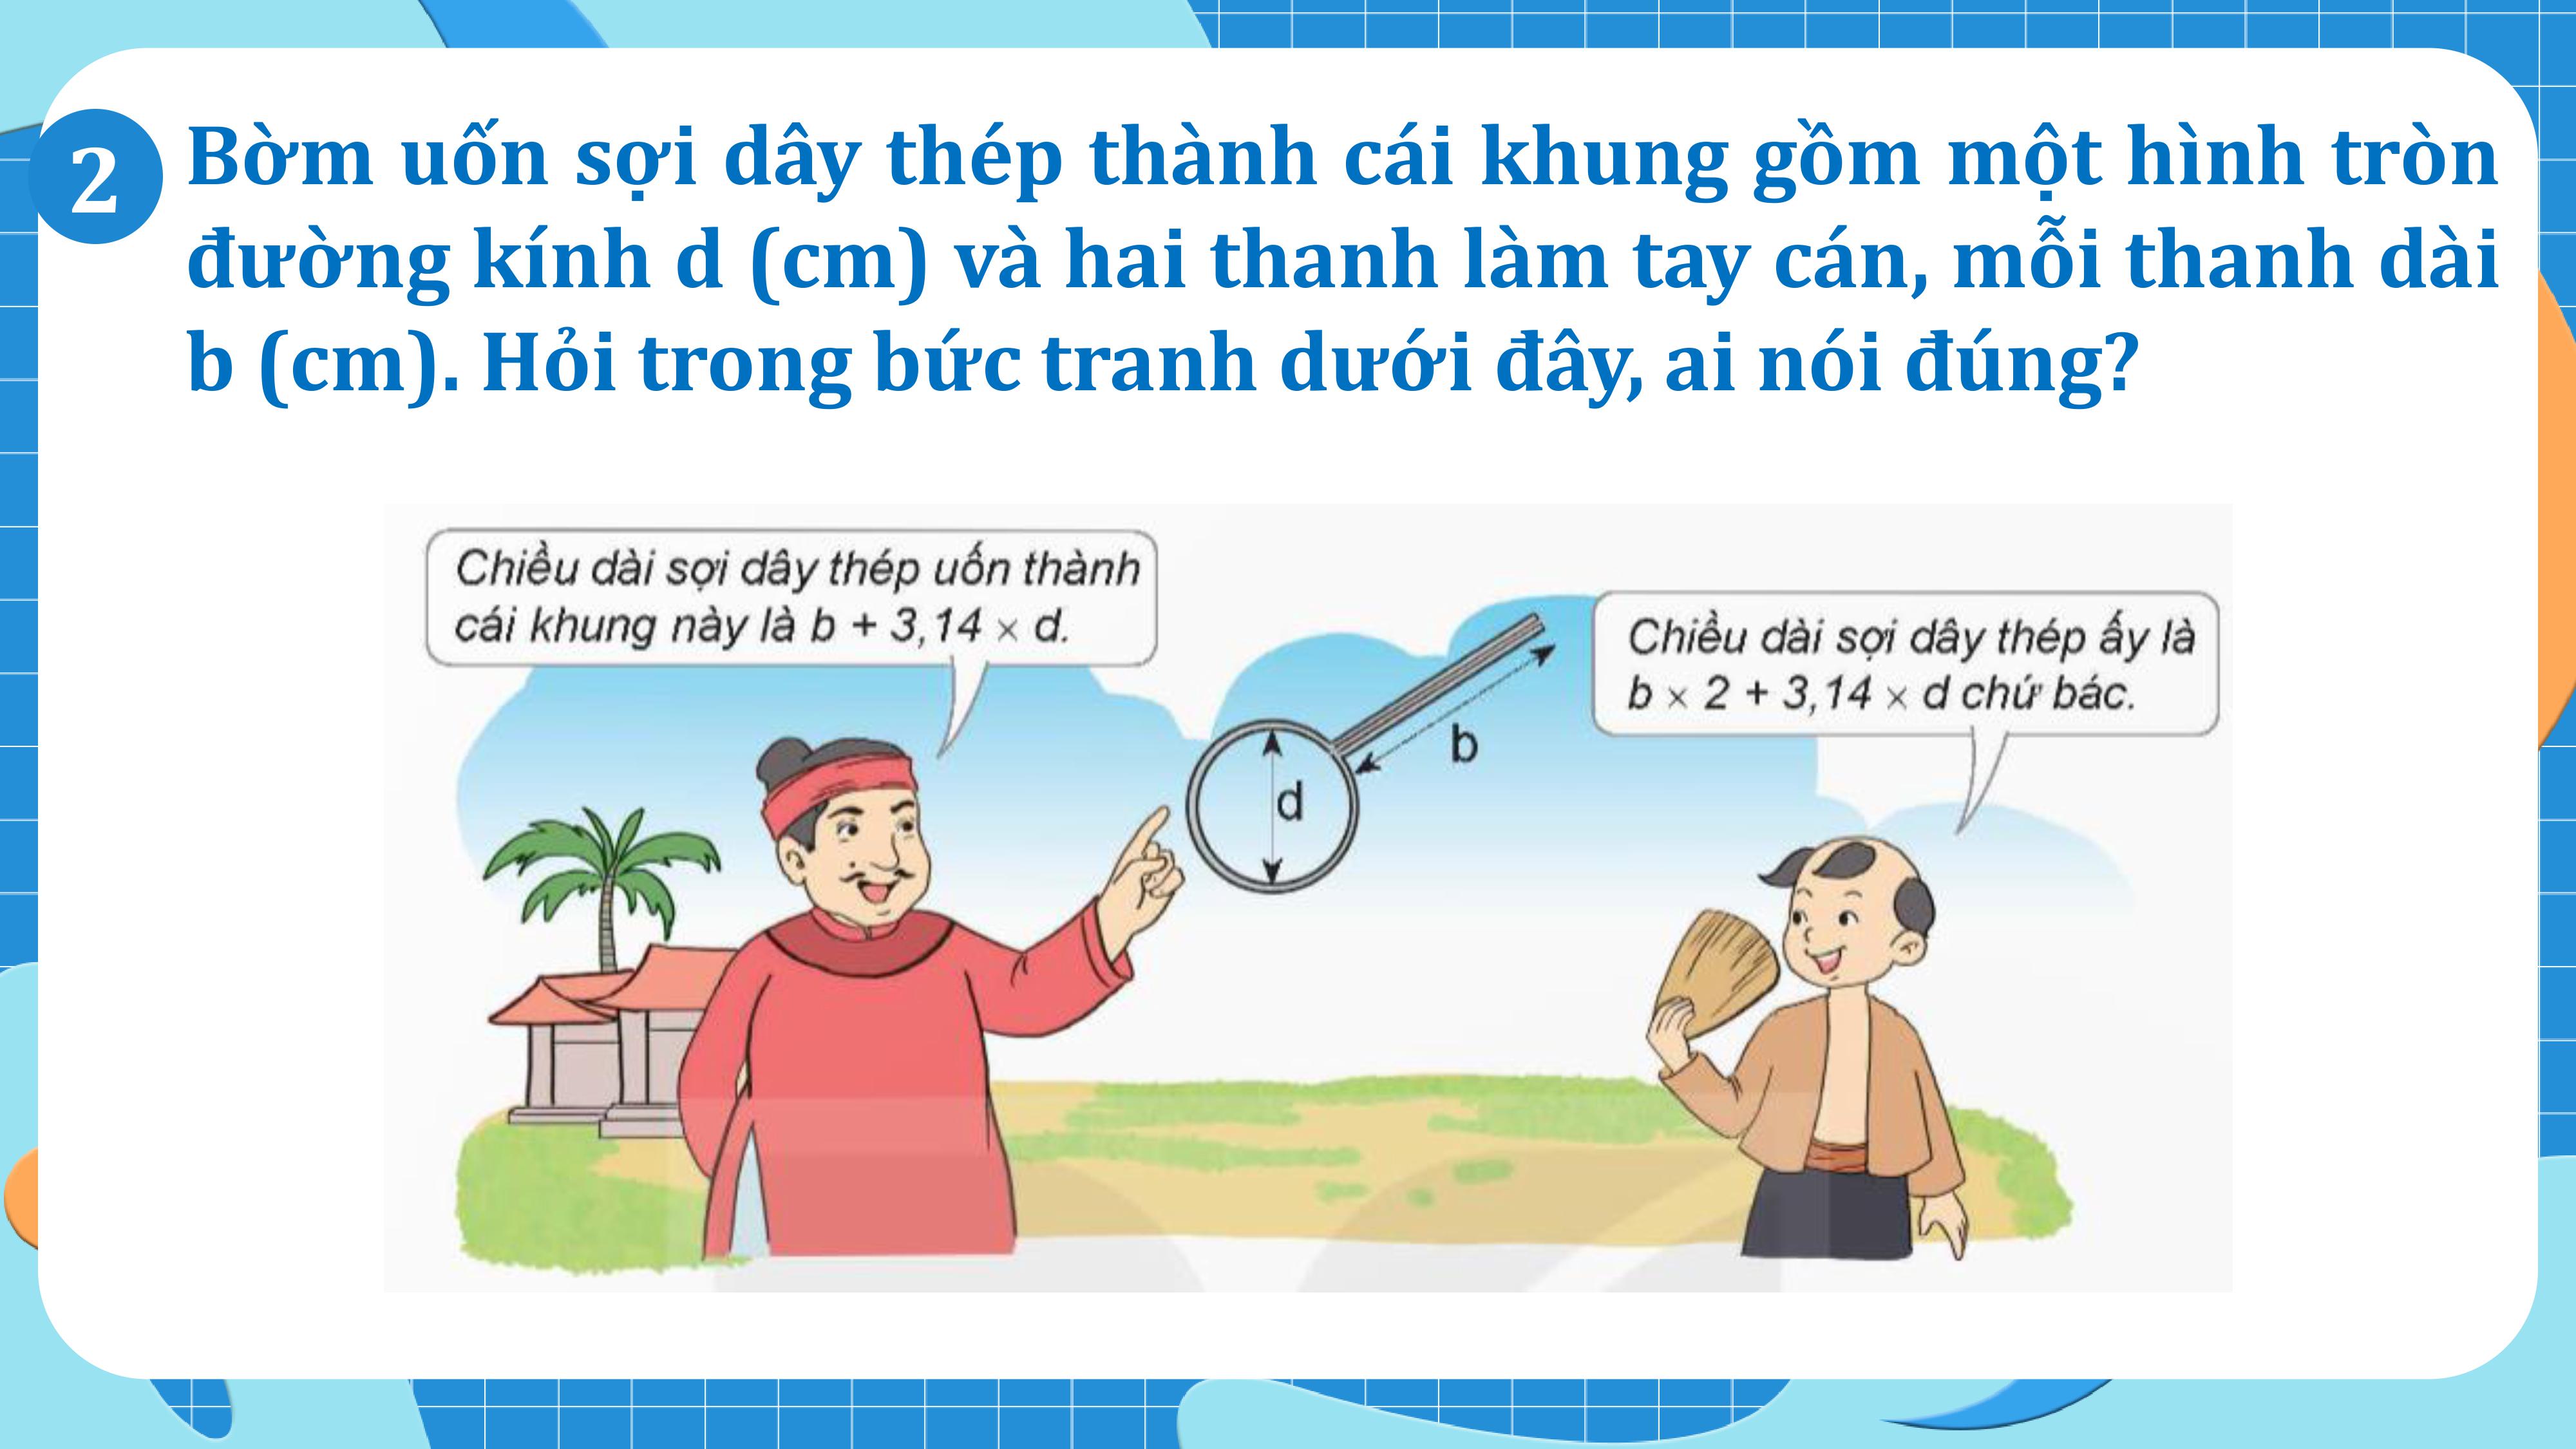 2
Bờm uốn sợi dây thép thành cái khung gồm một hình tròn
đường kính d (cm) và hai thanh làm tay cán, mỗi thanh dài
b (cm). Hỏi trong bức tranh dưới đây, ai nói đúng?
Chiều dài sợi dây thép uốn thành
cái khung này là b + 3,14 × d.
Chiều dài sợi dây thép ấy là
b × 2 + 3,14 × d chứ bác.
b
d